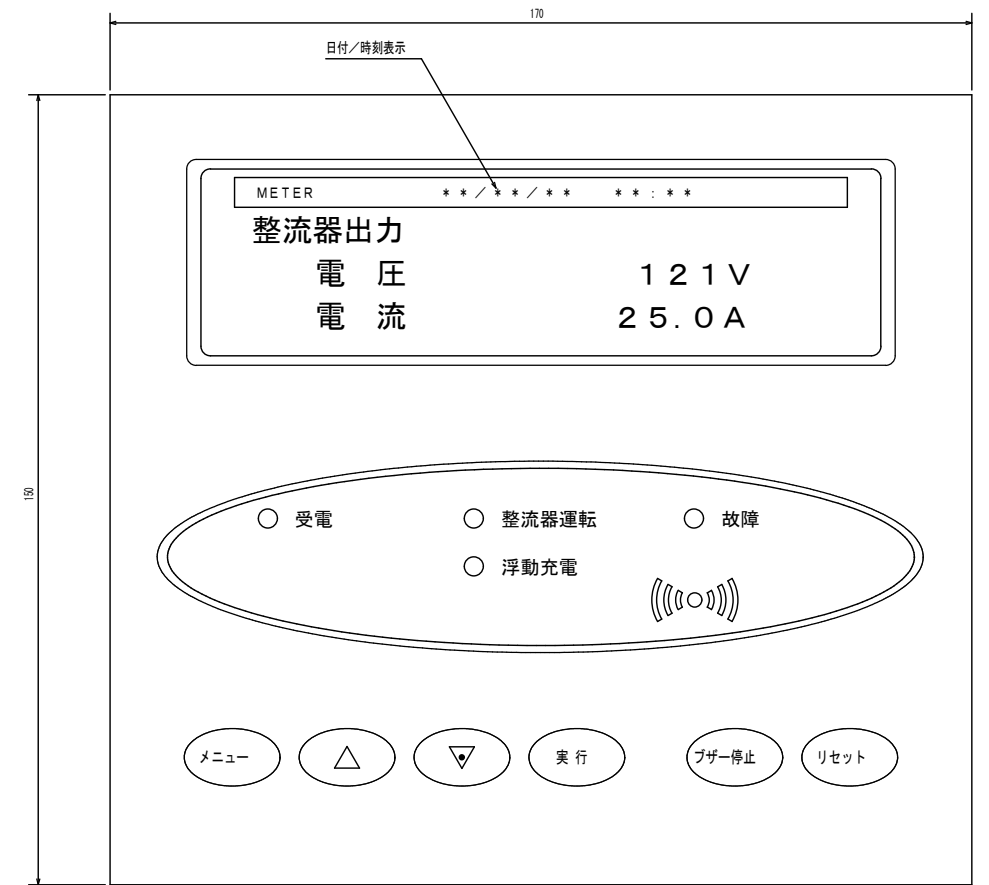 170
日付／時刻表示
150
METER **／**／** **：**
整流器出力
電 圧 121V
電 流 25.0A
受電 整流器運転 故障
浮動充電
メニュー 実行 ブザー停止 リセット